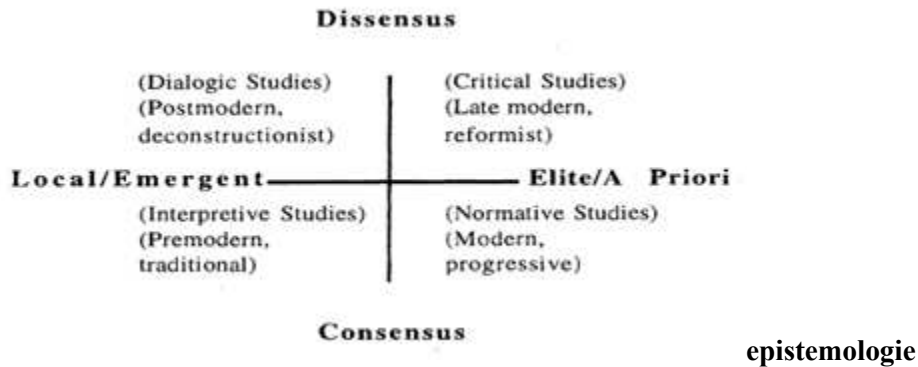 Dissensus
(Dialogic Studies)
(Postmodern,
deconstructionist)
(Critical Studies)
(Late modern,
reformist)
Local/Emergent
Elite/A Priori
(Interpretive Studies)
(Premodern,
traditional)
(Normative Studies)
(Modern,
progressive)
Consensus
epistemologie